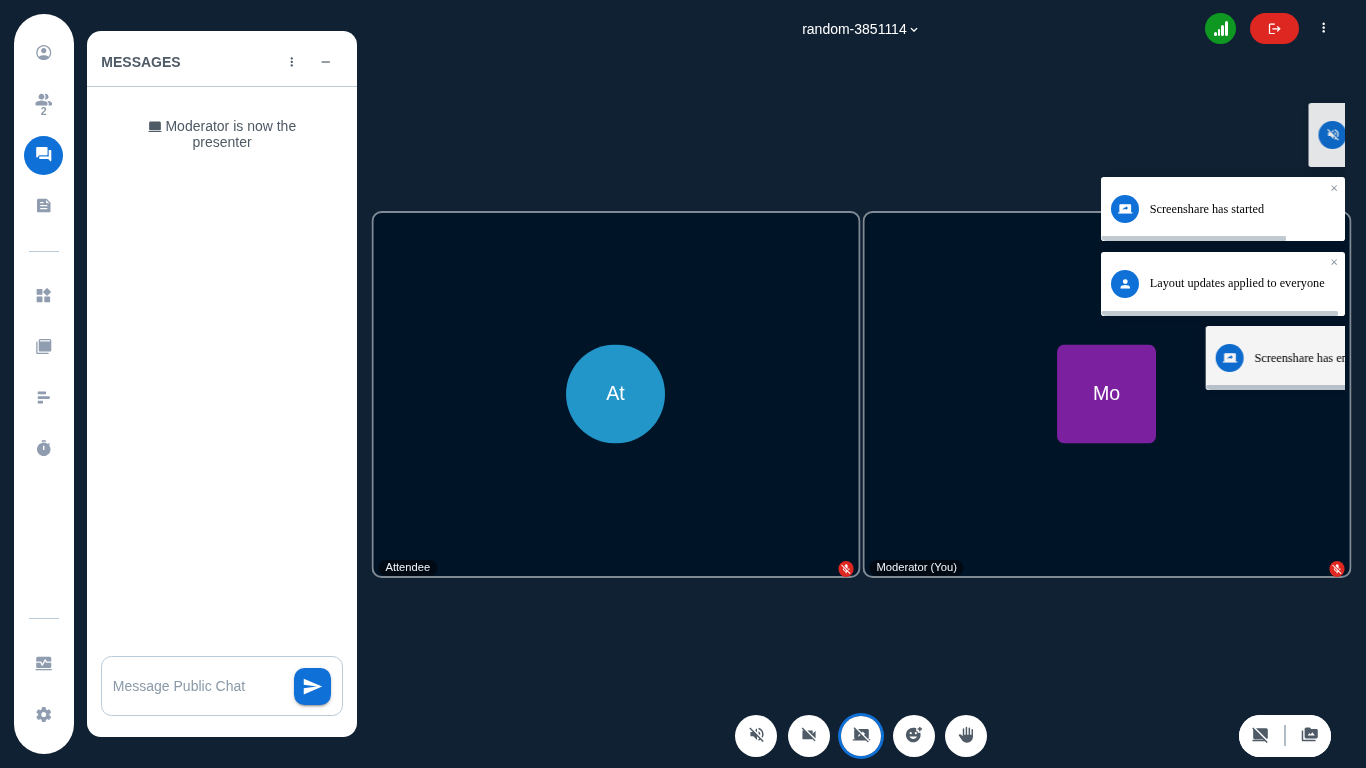 random-3851114
MESSAGES
2
Moderator is now the
presenter
Screenshare has started
Layout updates applied to everyone
Screenshare has
At
Mo
Attendee
Moderator (You)
Message Public Chat